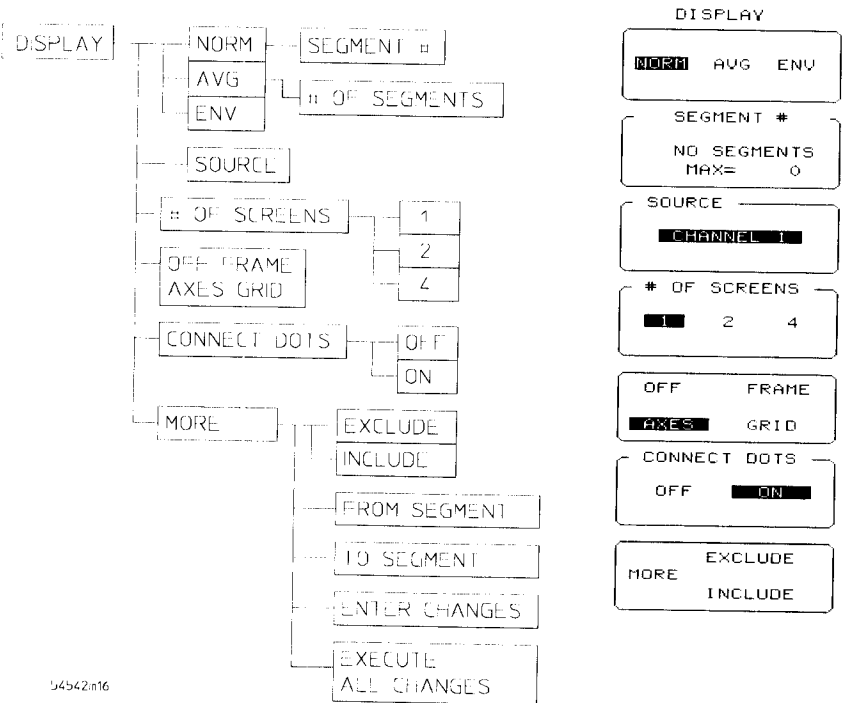 DISPLAY
NORM
SEGMENT #
AVG
# OF SEGMENTS
ENV
SOURCE
# OF SCREENS
1
2
4
OFF FRAME
AXES GRID
CONNECT DOTS
OFF
ON
MORE
EXCLUDE
INCLUDE
FROM SEGMENT
TO SEGMENT
ENTER CHANGES
EXECUTE
ALL CHANGES
54542m16
DISPLAY
NORM AVG ENV
SEGMENT #
NO SEGMENTS
MAX= 0
SOURCE
CHANNEL 1
# OF SCREENS
1 2 4
OFF FRAME
AXES GRID
CONNECT DOTS
OFF ON
EXCLUDE
MORE
INCLUDE